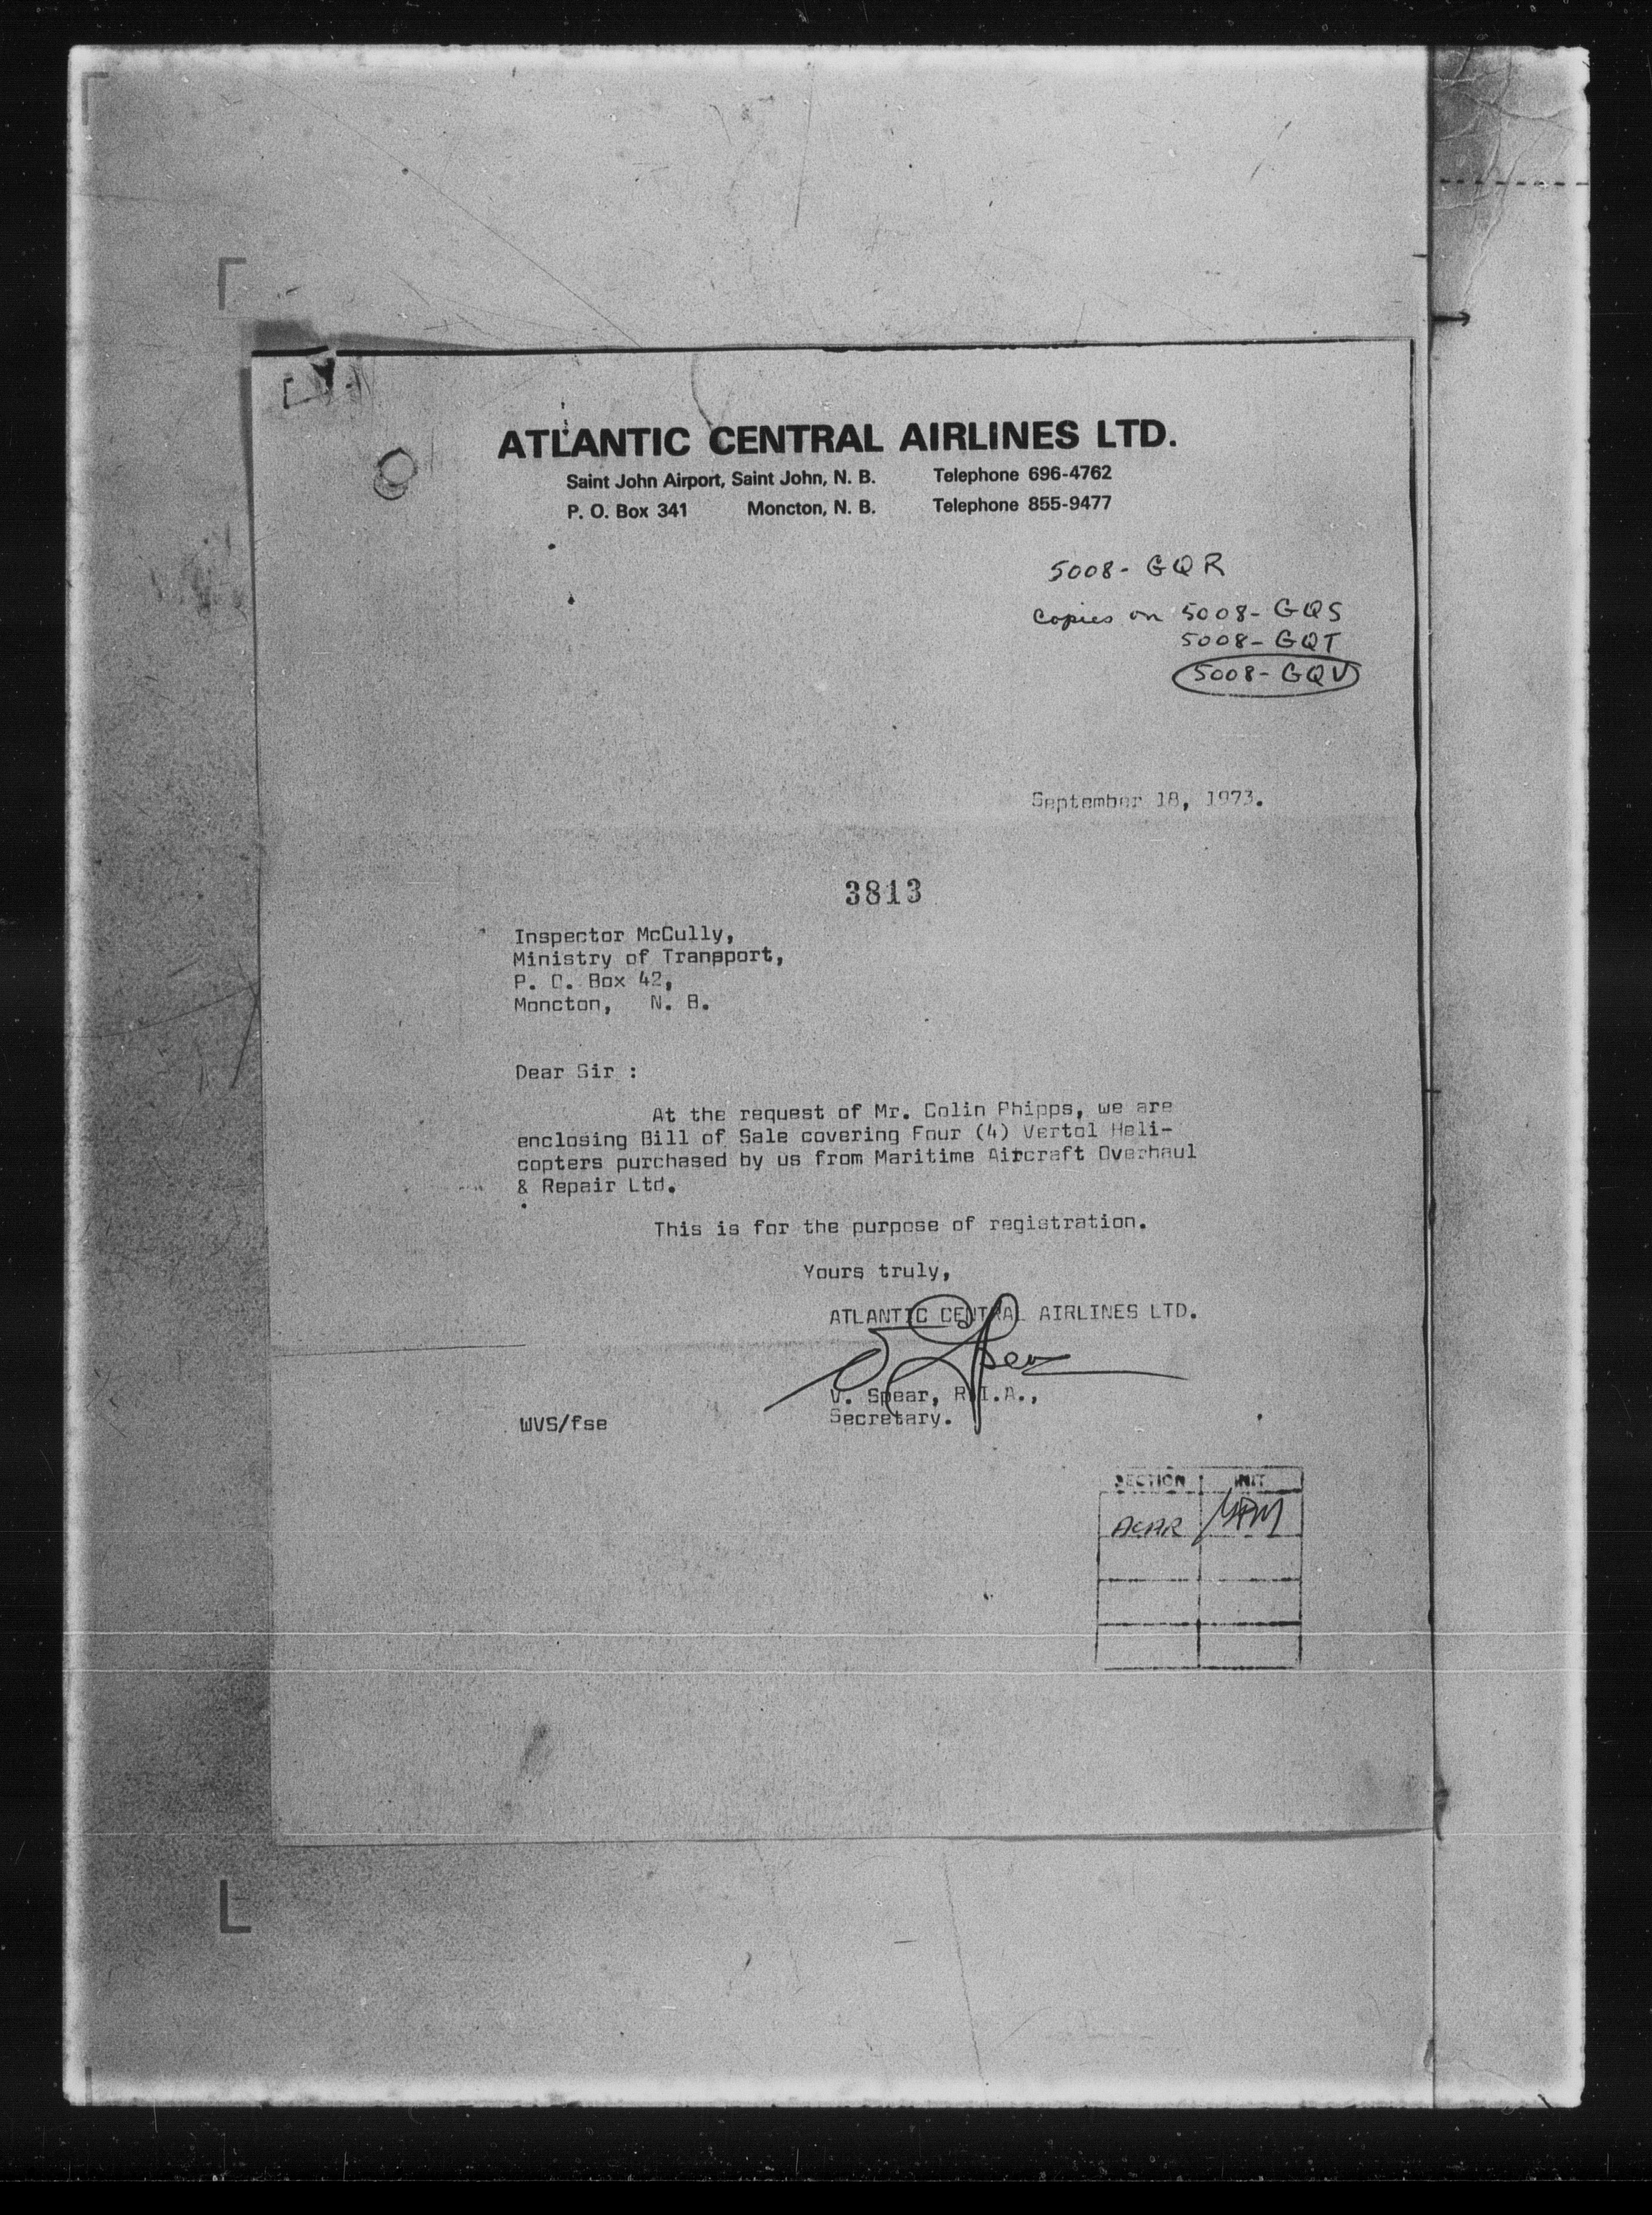 ATLANTIC CENTRAL AIRLINES LTD.
Saint John Airport, Saint John, N. B. Telephone 696-4762
P. O. Box 341 Moncton, N. B. Telephone 855-9477
5008- GQR
Copies on 5008- GQS
5008- GQT
5008- GQV
September 18, 1973.
3813
Inspector McCully,
Ministry of Transport,
P. O. Box 42,
Moncton, N. B.
Dear Sir :
At the request of Mr. Colin Phipps, we are
enclosing Bill of Sale covering Four (4) Vertol Heli-
copters purchased by us from Maritime Aircraft Overhaul
& Repair Ltd.
This is for the purpose of registration.
Yours truly,
ATLANTIC CENTRAL AIRLINES LTD.
V. Spear, R.I.A.,
Secretary.
WVS/fse
SECTION INIT